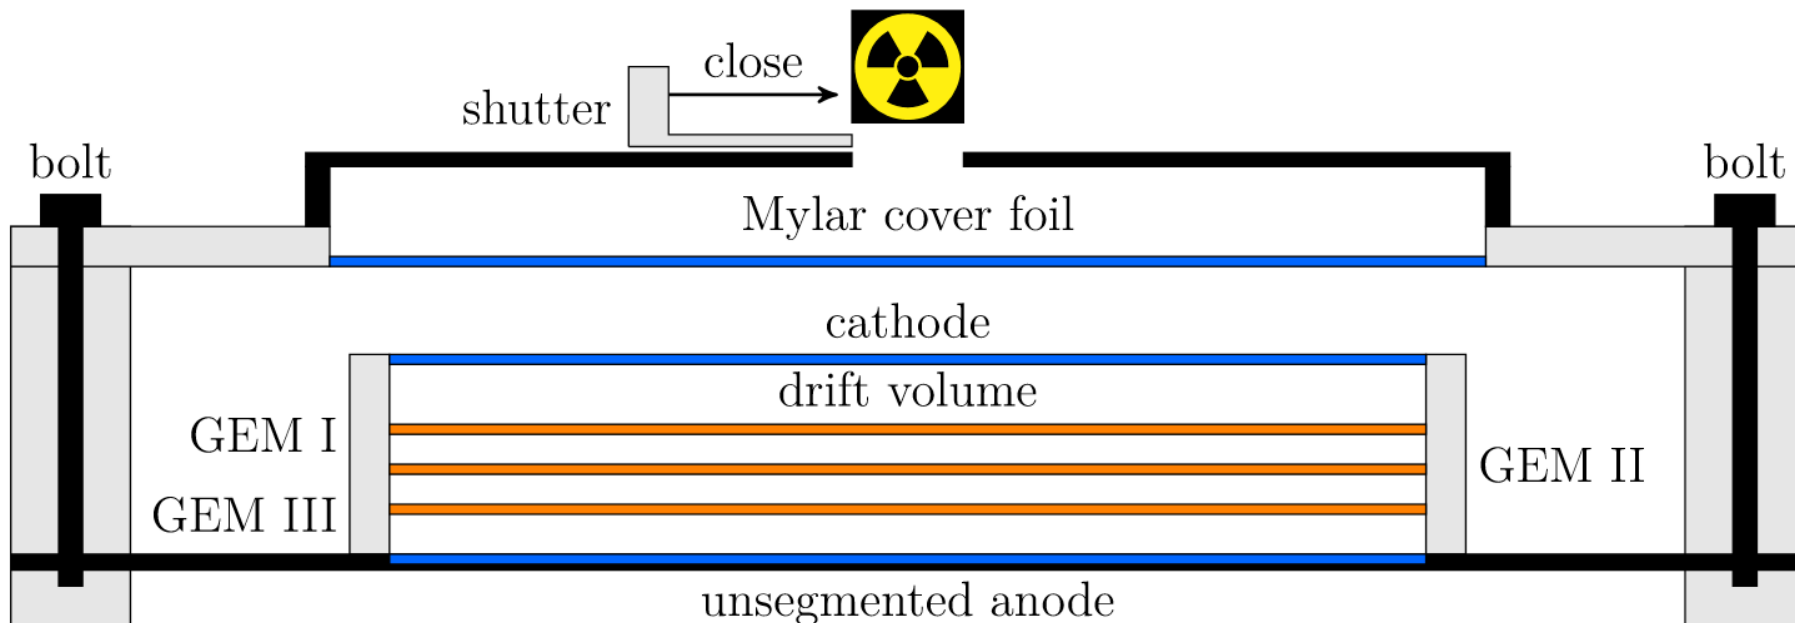 close
shutter
bolt
bolt
Mylar cover foil
cathode
drift volume
GEM I
GEM II
GEM III
unsegmented anode